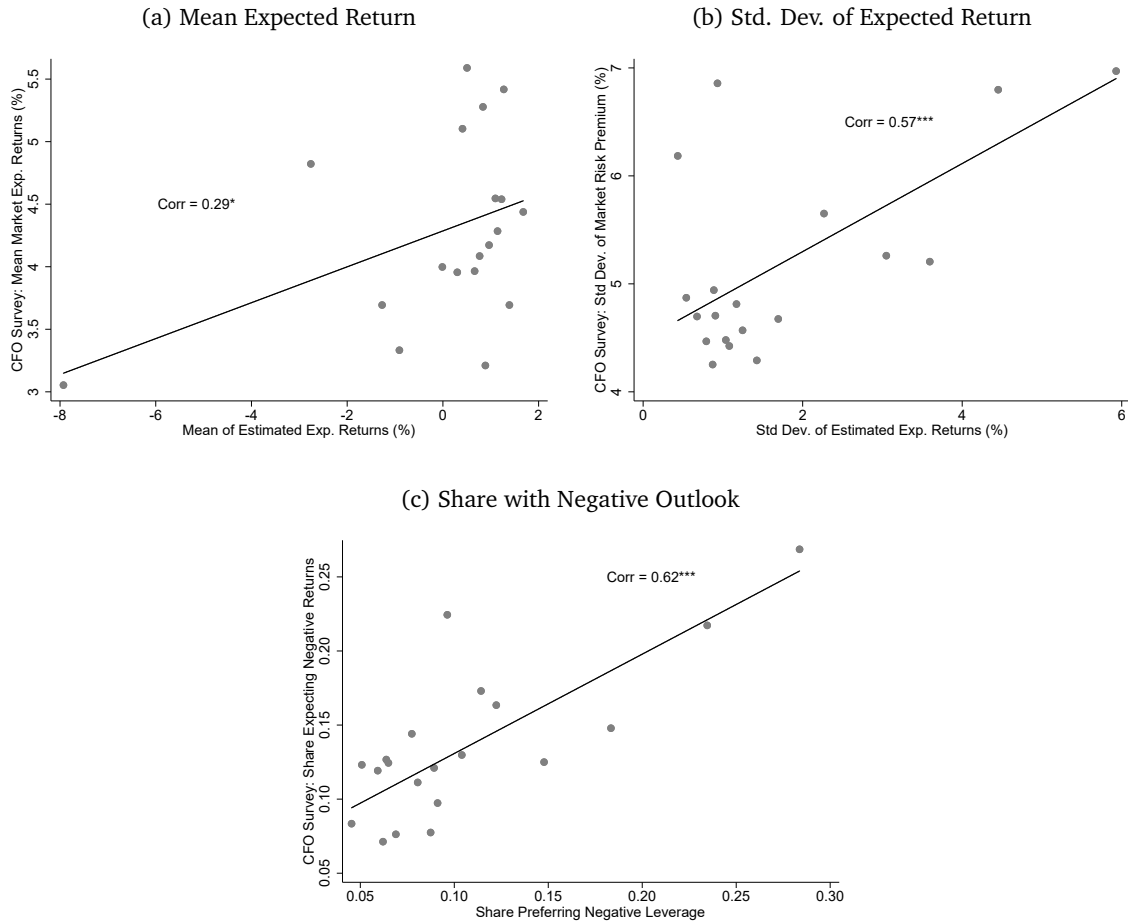 (a) Mean Expected Return
CFO Survey: Mean Market Exp. Returns (%)
5.5
5
4.5
4
3.5
3
Corr = 0.29*
-8
-6
-4
-2
0
2
Mean of Estimated Exp. Returns (%)
(b) Std. Dev. of Expected Return
CFO Survey: Std Dev. of Market Risk Premium (%)
7
6
5
4
Corr = 0.57***
0
2
4
6
Std Dev. of Estimated Exp. Returns (%)
(c) Share with Negative Outlook
CFO Survey: Share Expecting Negative Returns
0.25
0.20
0.15
0.10
0.05
Corr = 0.62***
0.05
0.10
0.15
0.20
0.25
0.30
Share Preferring Negative Leverage